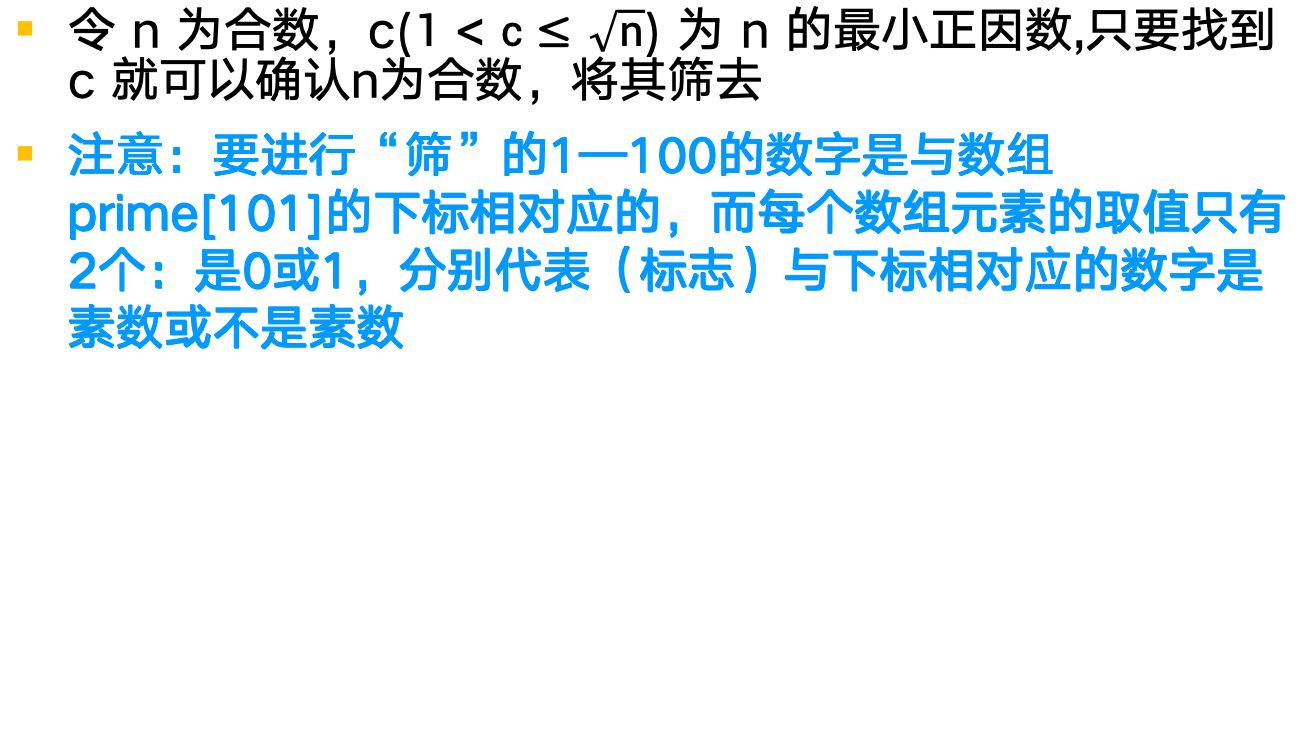 令 n 为合数，c(1 < c ≤ √n) 为 n 的最小正因数,只要找到
c 就可以确认n为合数，将其筛去
注意：要进行“筛”的1—100的数字是与数组
prime[101]的下标相对应的，而每个数组元素的取值只有
2个：是0或1，分别代表（标志）与下标相对应的数字是
素数或不是素数